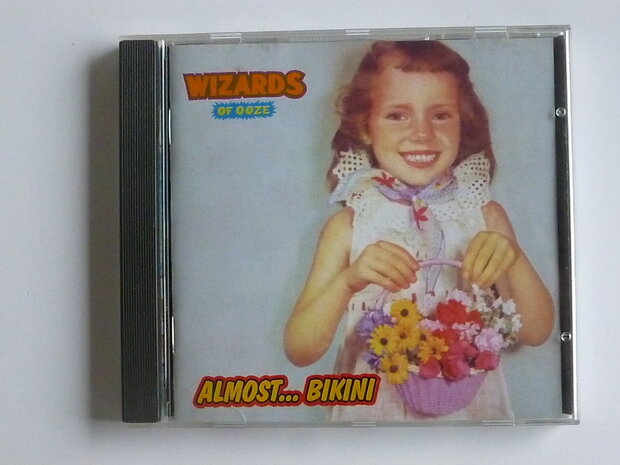 WIZARDS
OF OOZE
ALMOST... BIKINI